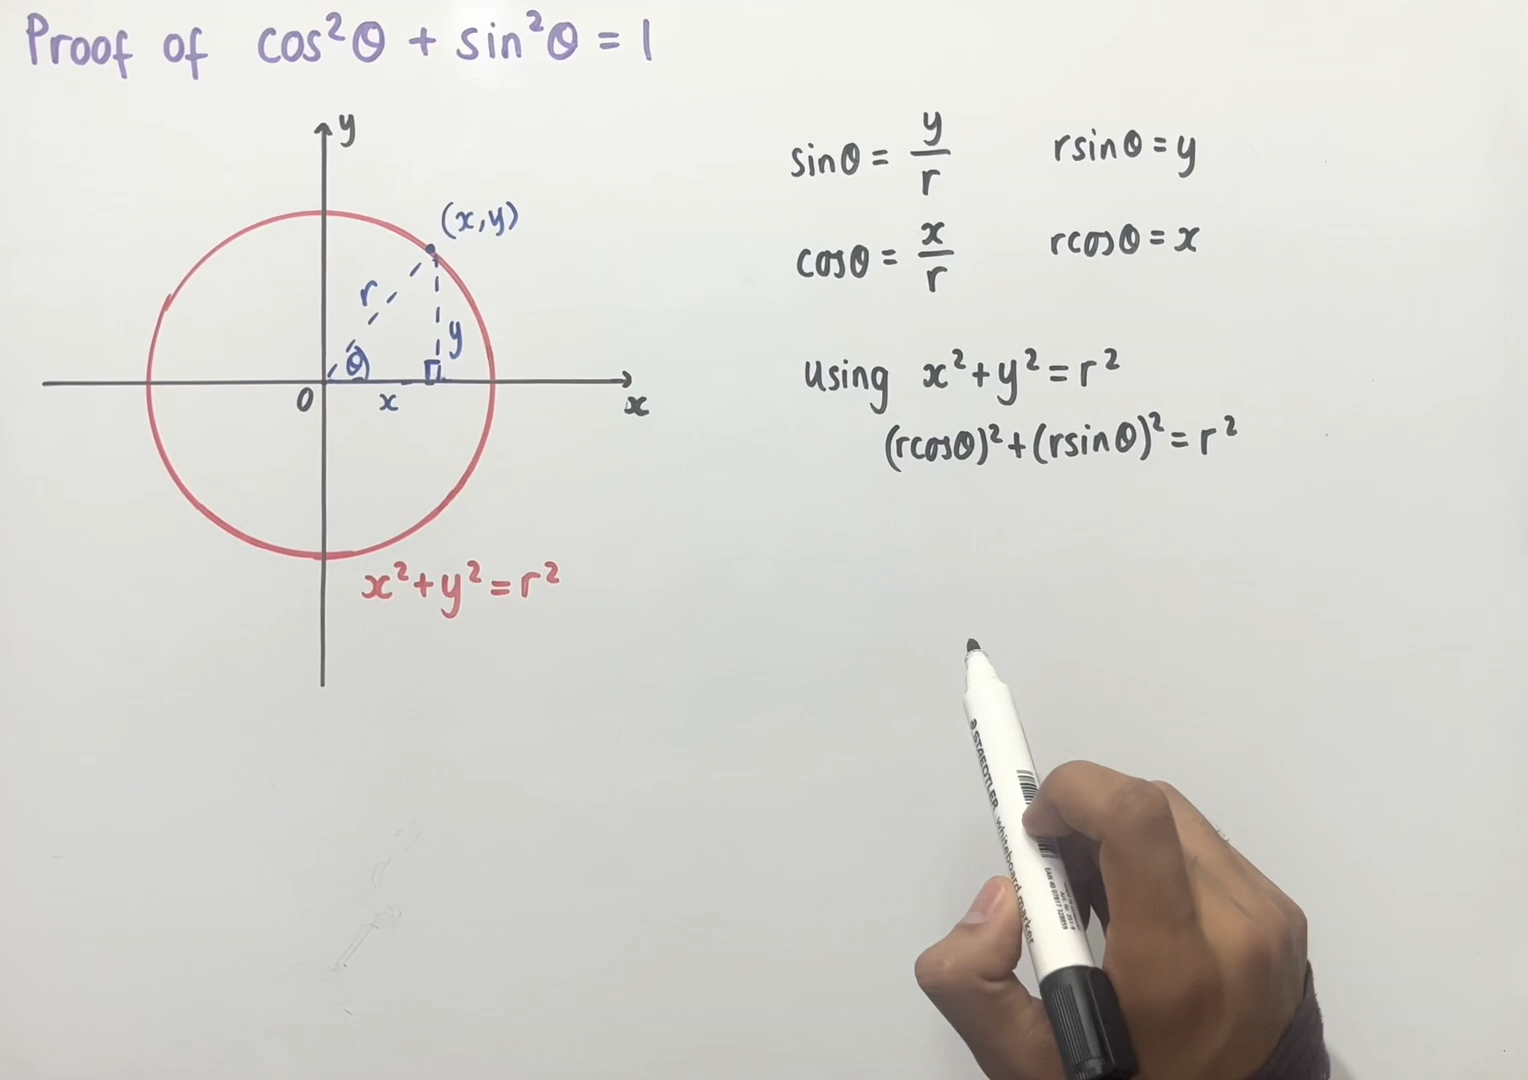 Proof of cos²θ + sin²θ = 1
y
(x,y)
r
y
θ
O
x
x
x²+y²=r²
sinθ = y/r
rsinθ = y
cosθ = x/r
rcosθ = x
Using x²+y²=r²
(rcosθ)²+(rsinθ)²=r²
STAEDTLER whiteboard marker